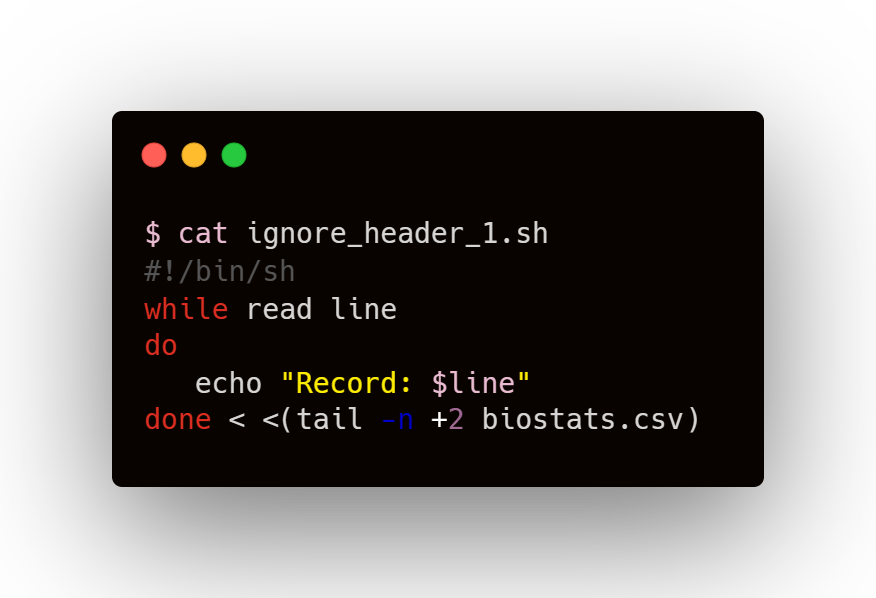 $ cat ignore_header_1.sh
#!/bin/sh
while read line
do
   echo "Record: $line"
done < <(tail -n +2 biostats.csv)